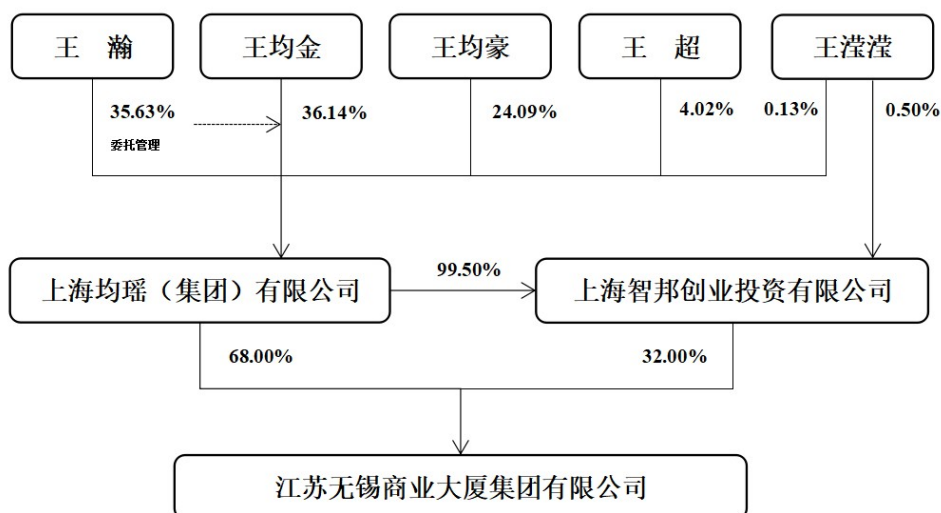 王　瀚
王均金
王均豪
王　超
王滢滢
35.63%
36.14%
24.09%
4.02%
0.13%
0.50%
委托管理
上海均瑶（集团）有限公司
99.50%
上海智邦创业投资有限公司
68.00%
32.00%
江苏无锡商业大厦集团有限公司